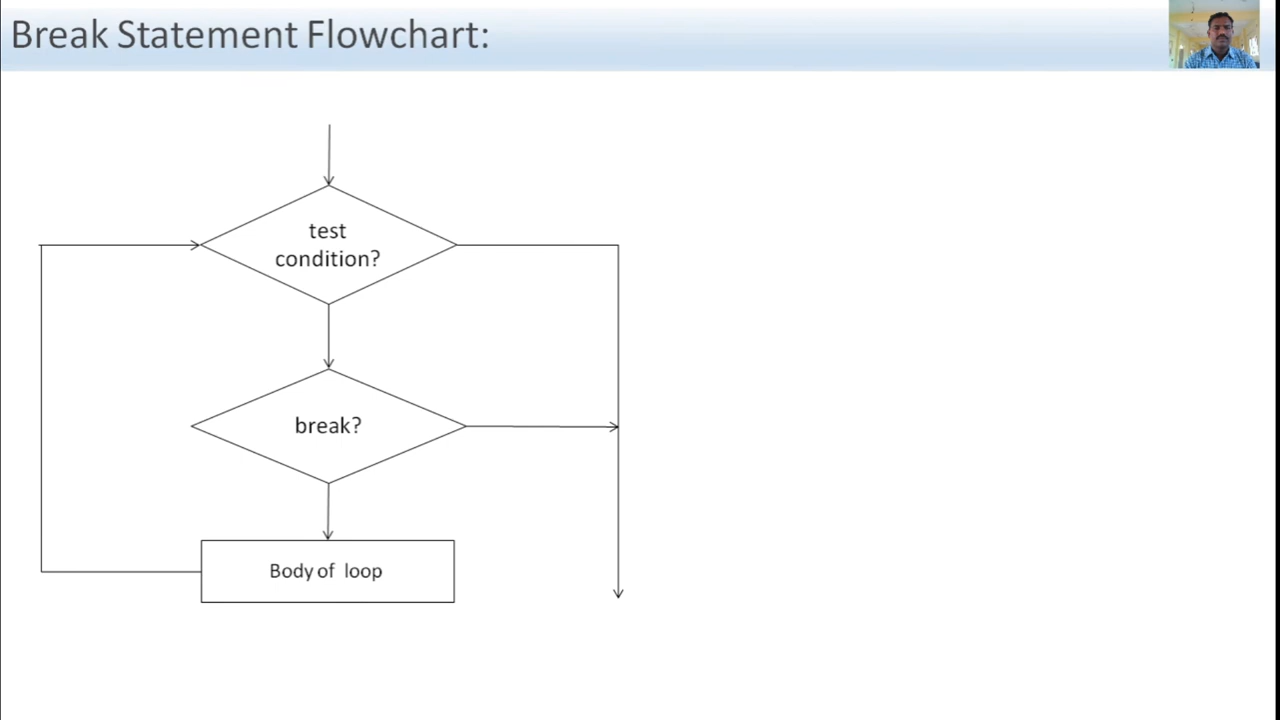 Break Statement Flowchart:
test
condition?
break?
Body of loop